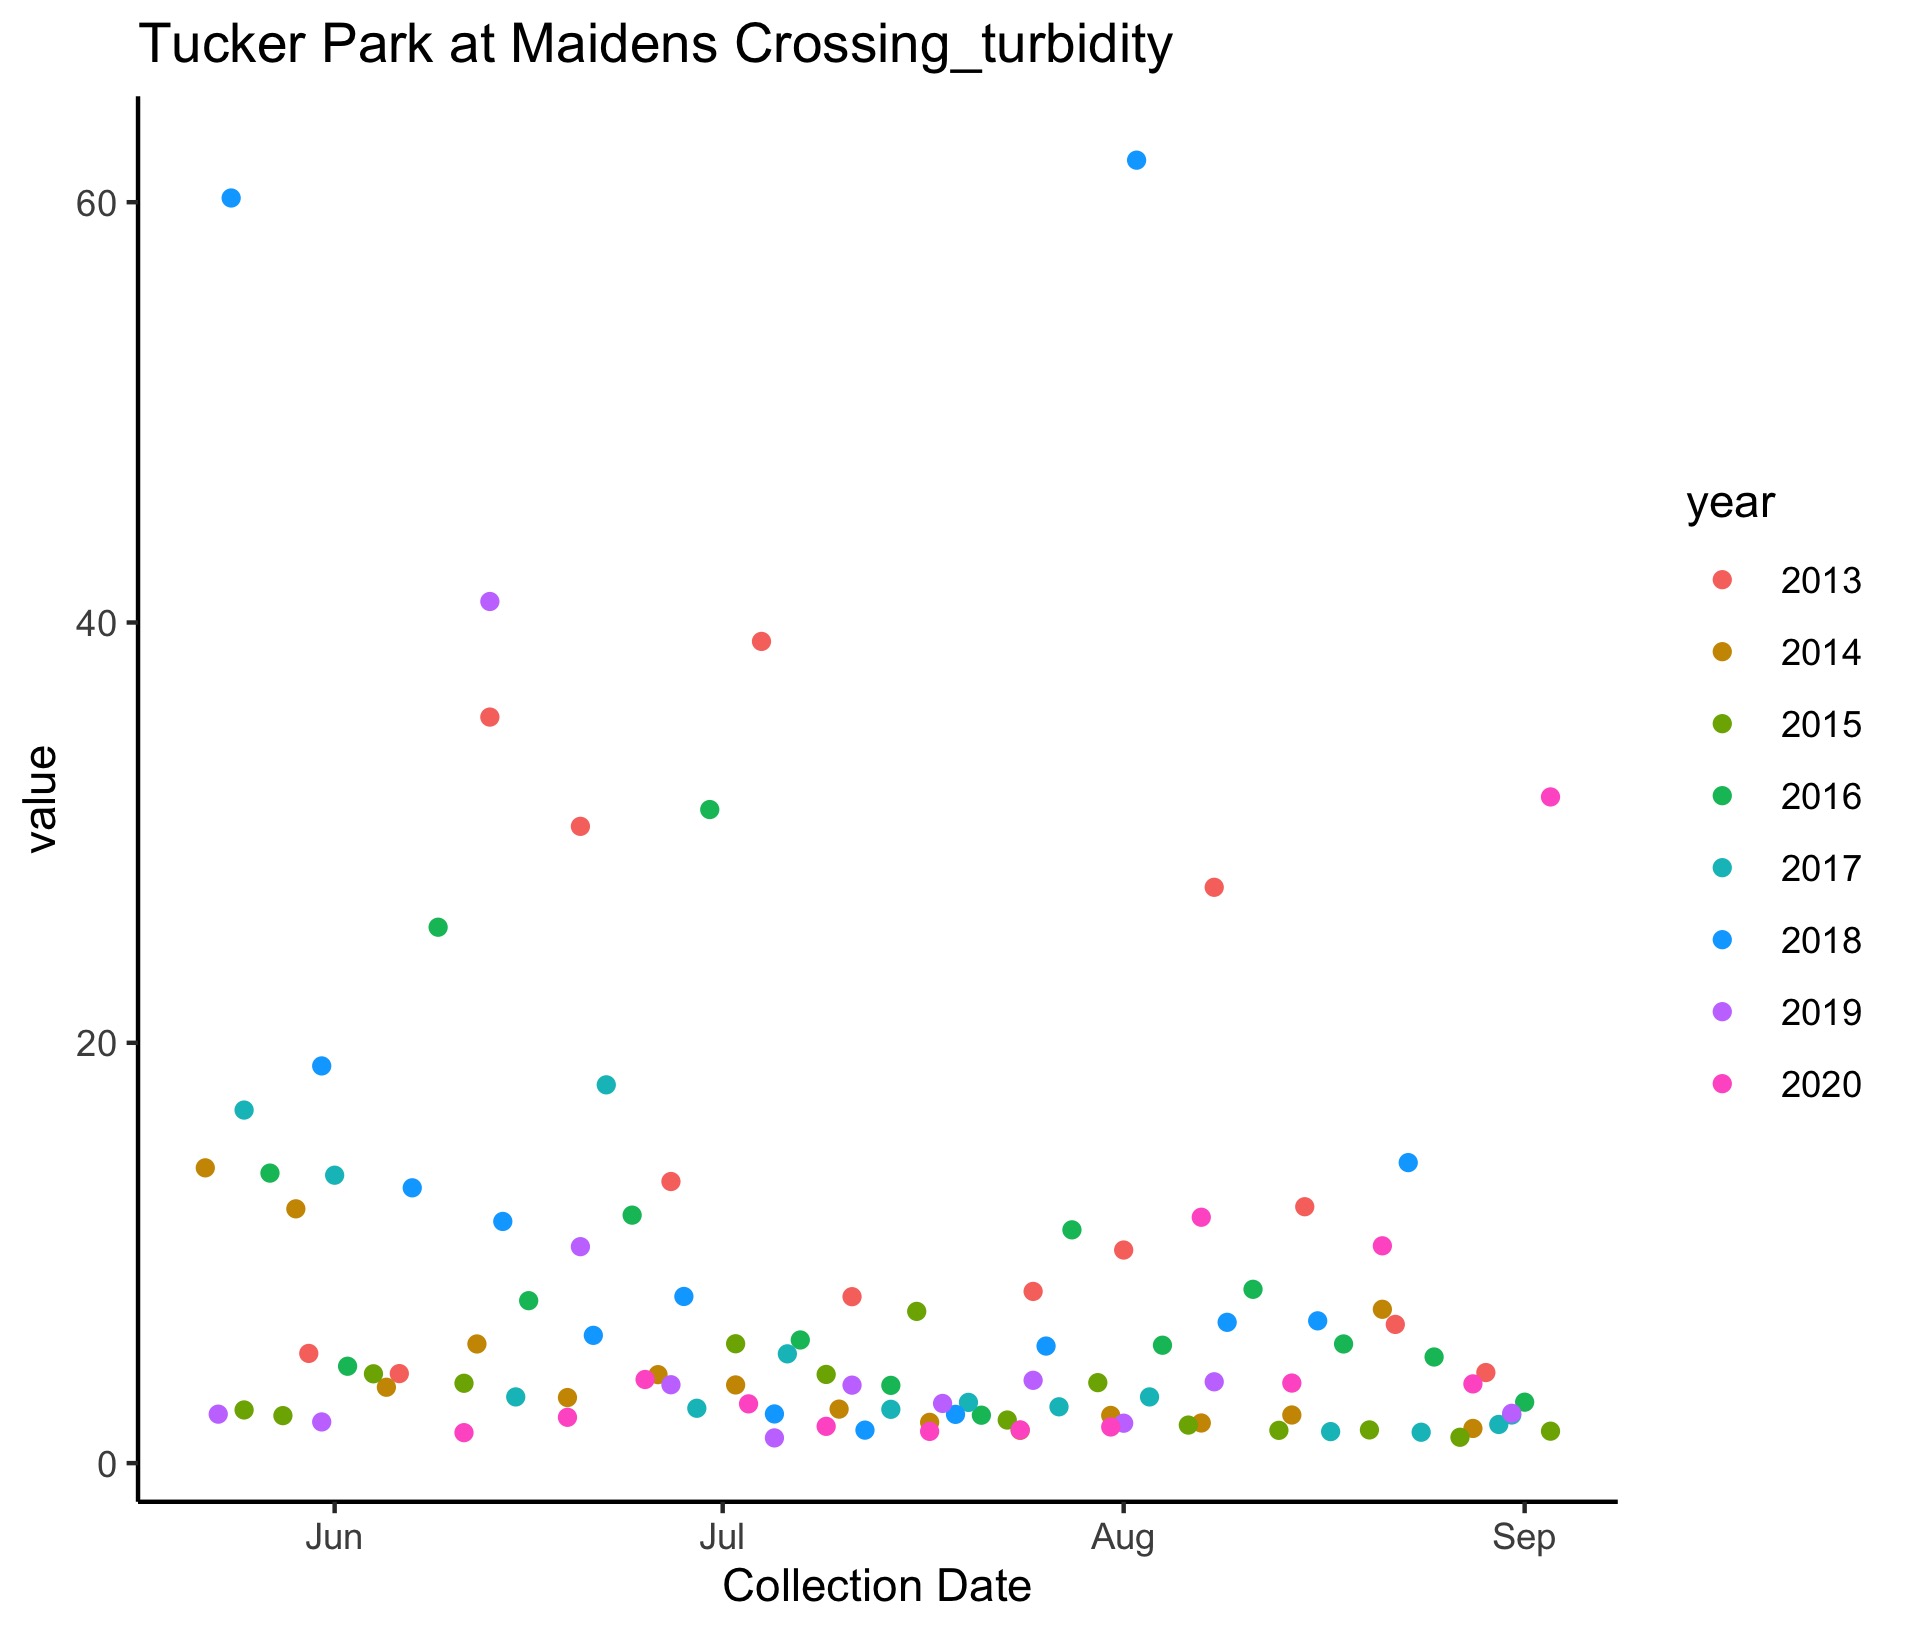 Tucker Park at Maidens Crossing_turbidity
60
40
20
0
value
Jun
Jul
Aug
Sep
Collection Date
year
2013
2014
2015
2016
2017
2018
2019
2020